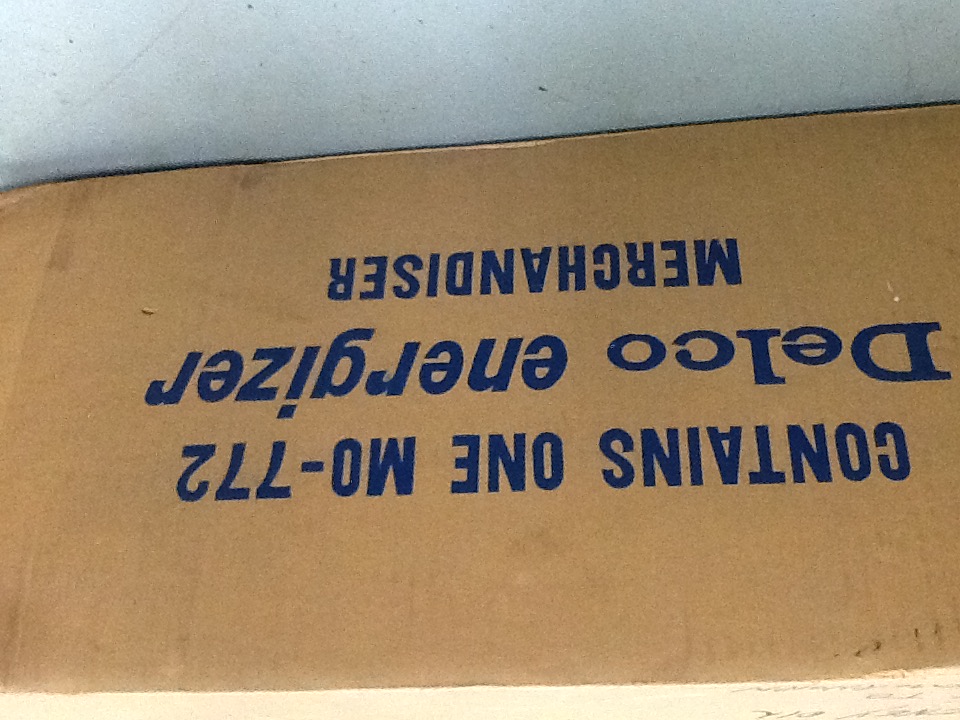 CONTAINS ONE MO-772
Delco energizer
MERCHANDISER